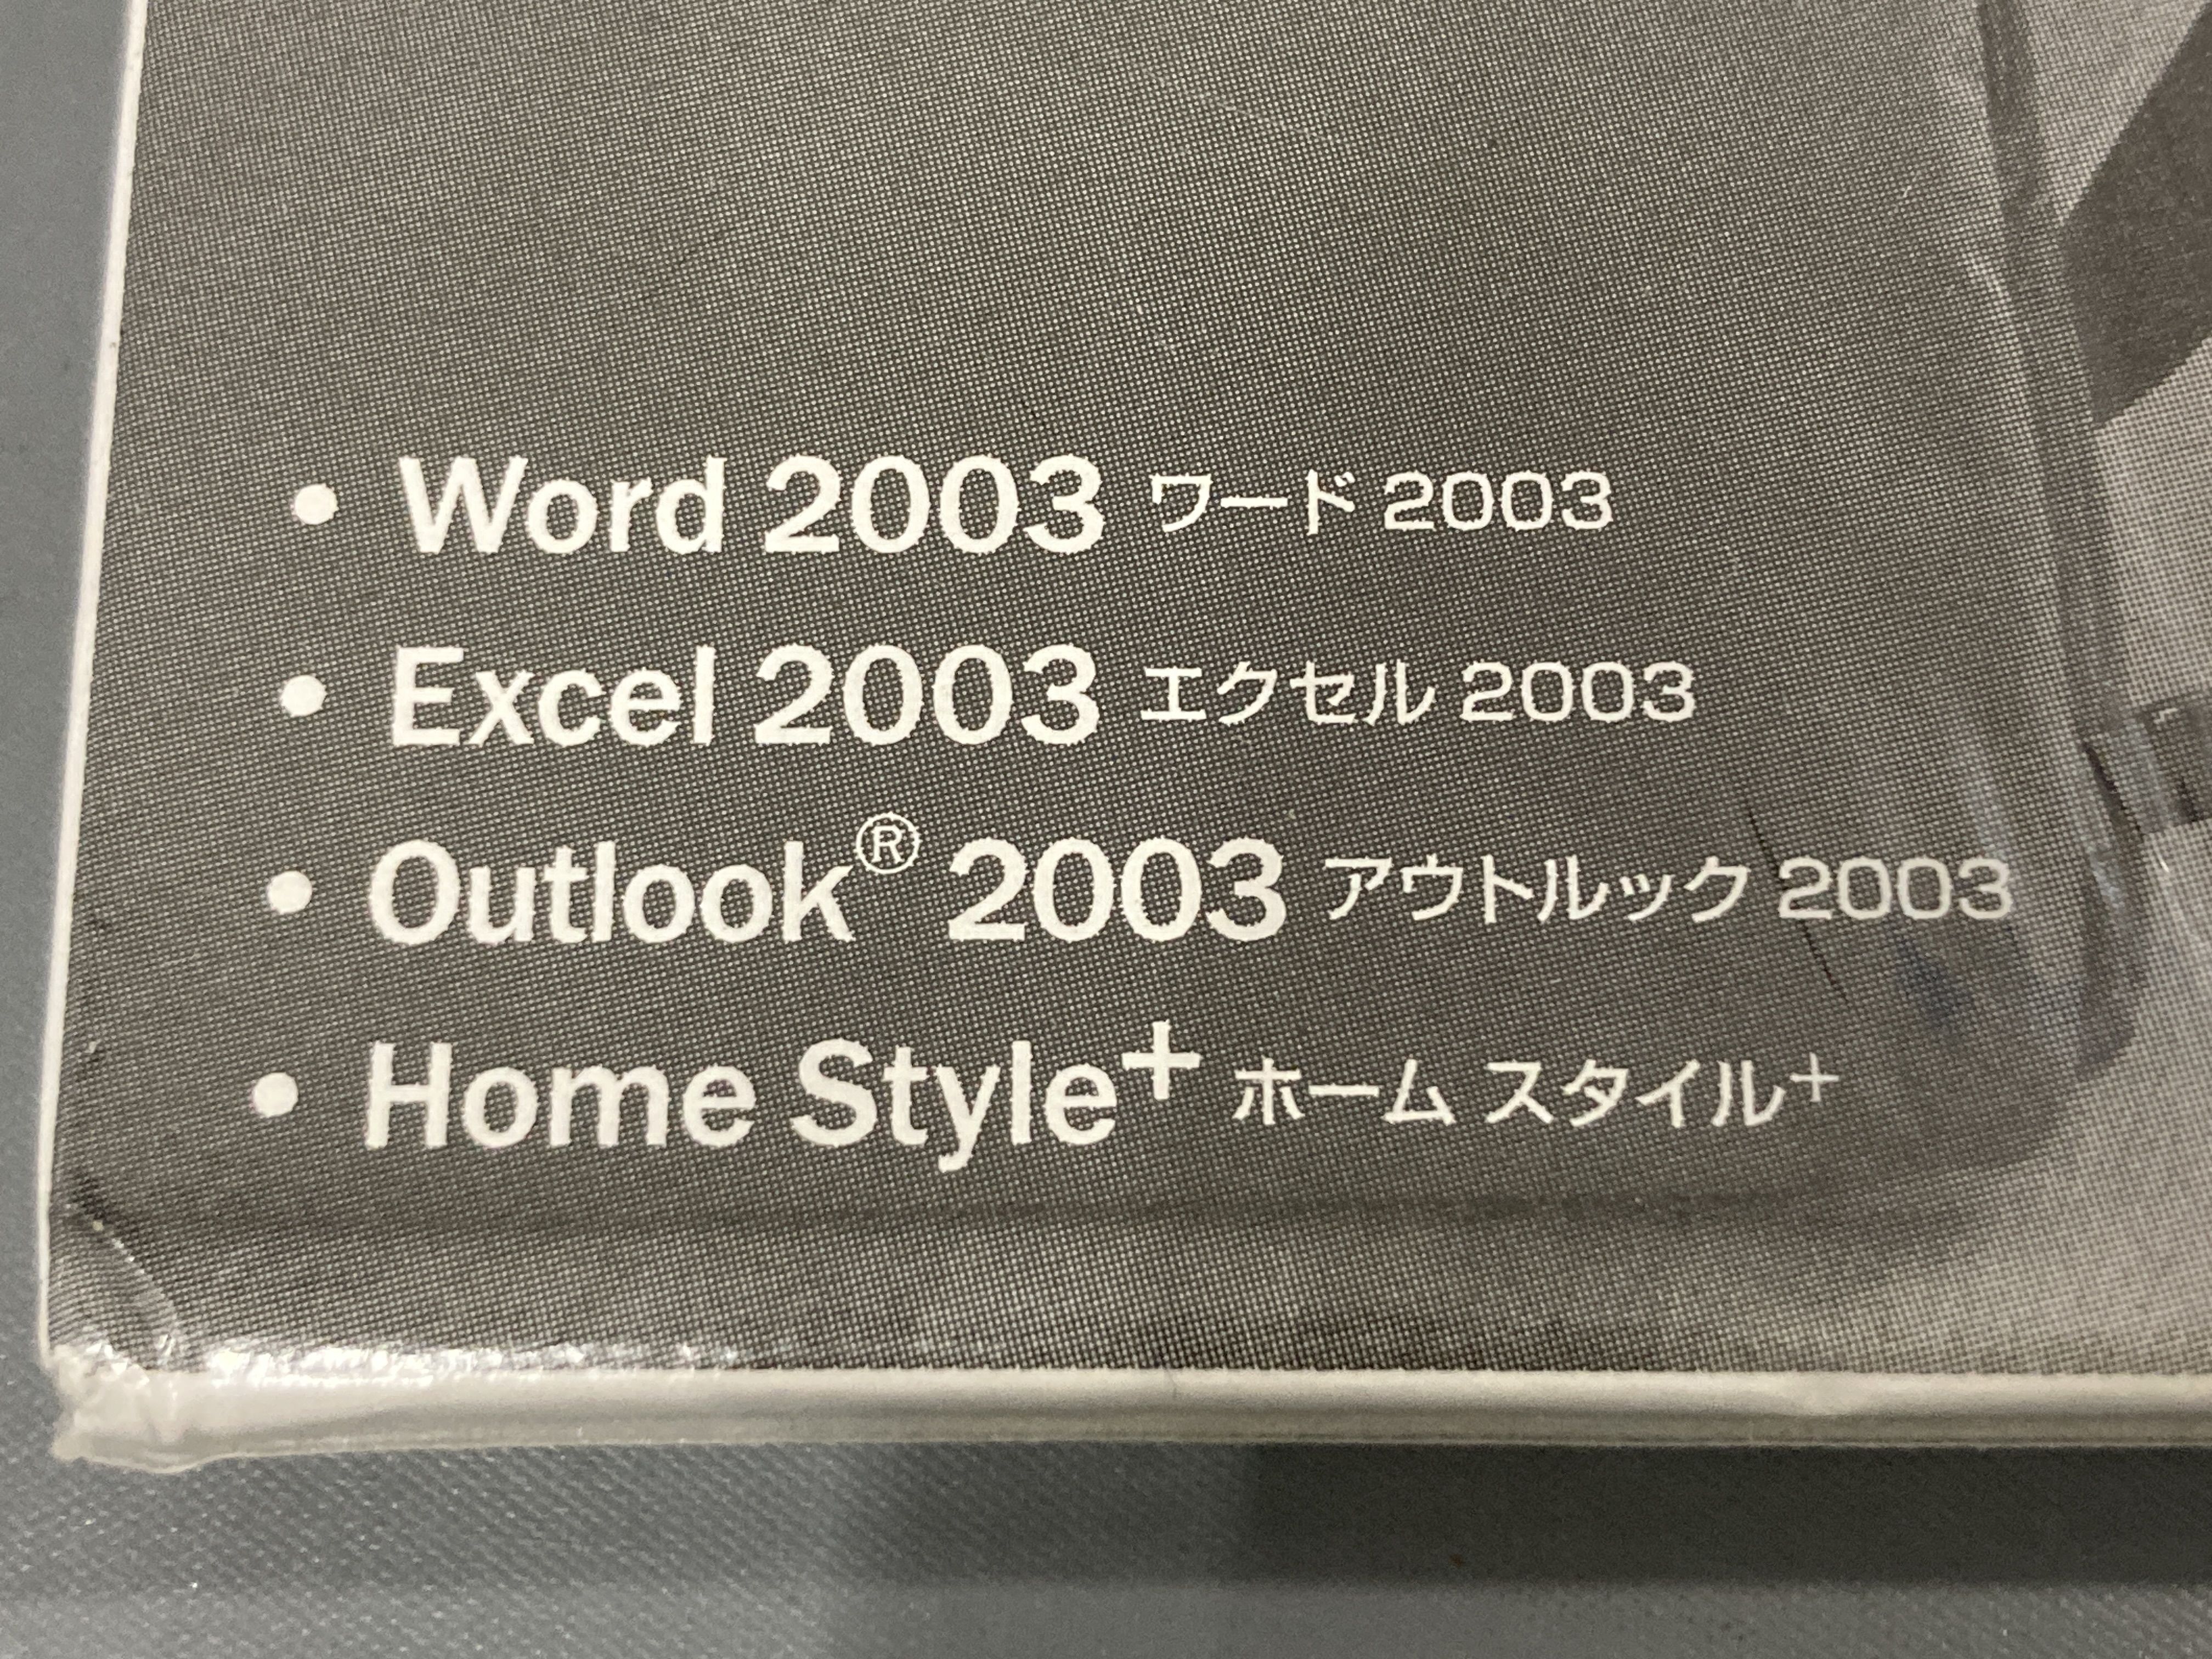 • Word 2003 ワード 2003
• Excel 2003 エクセル 2003
• Outlook® 2003 アウトルック 2003
• Home Style⁺ ホーム スタイル⁺